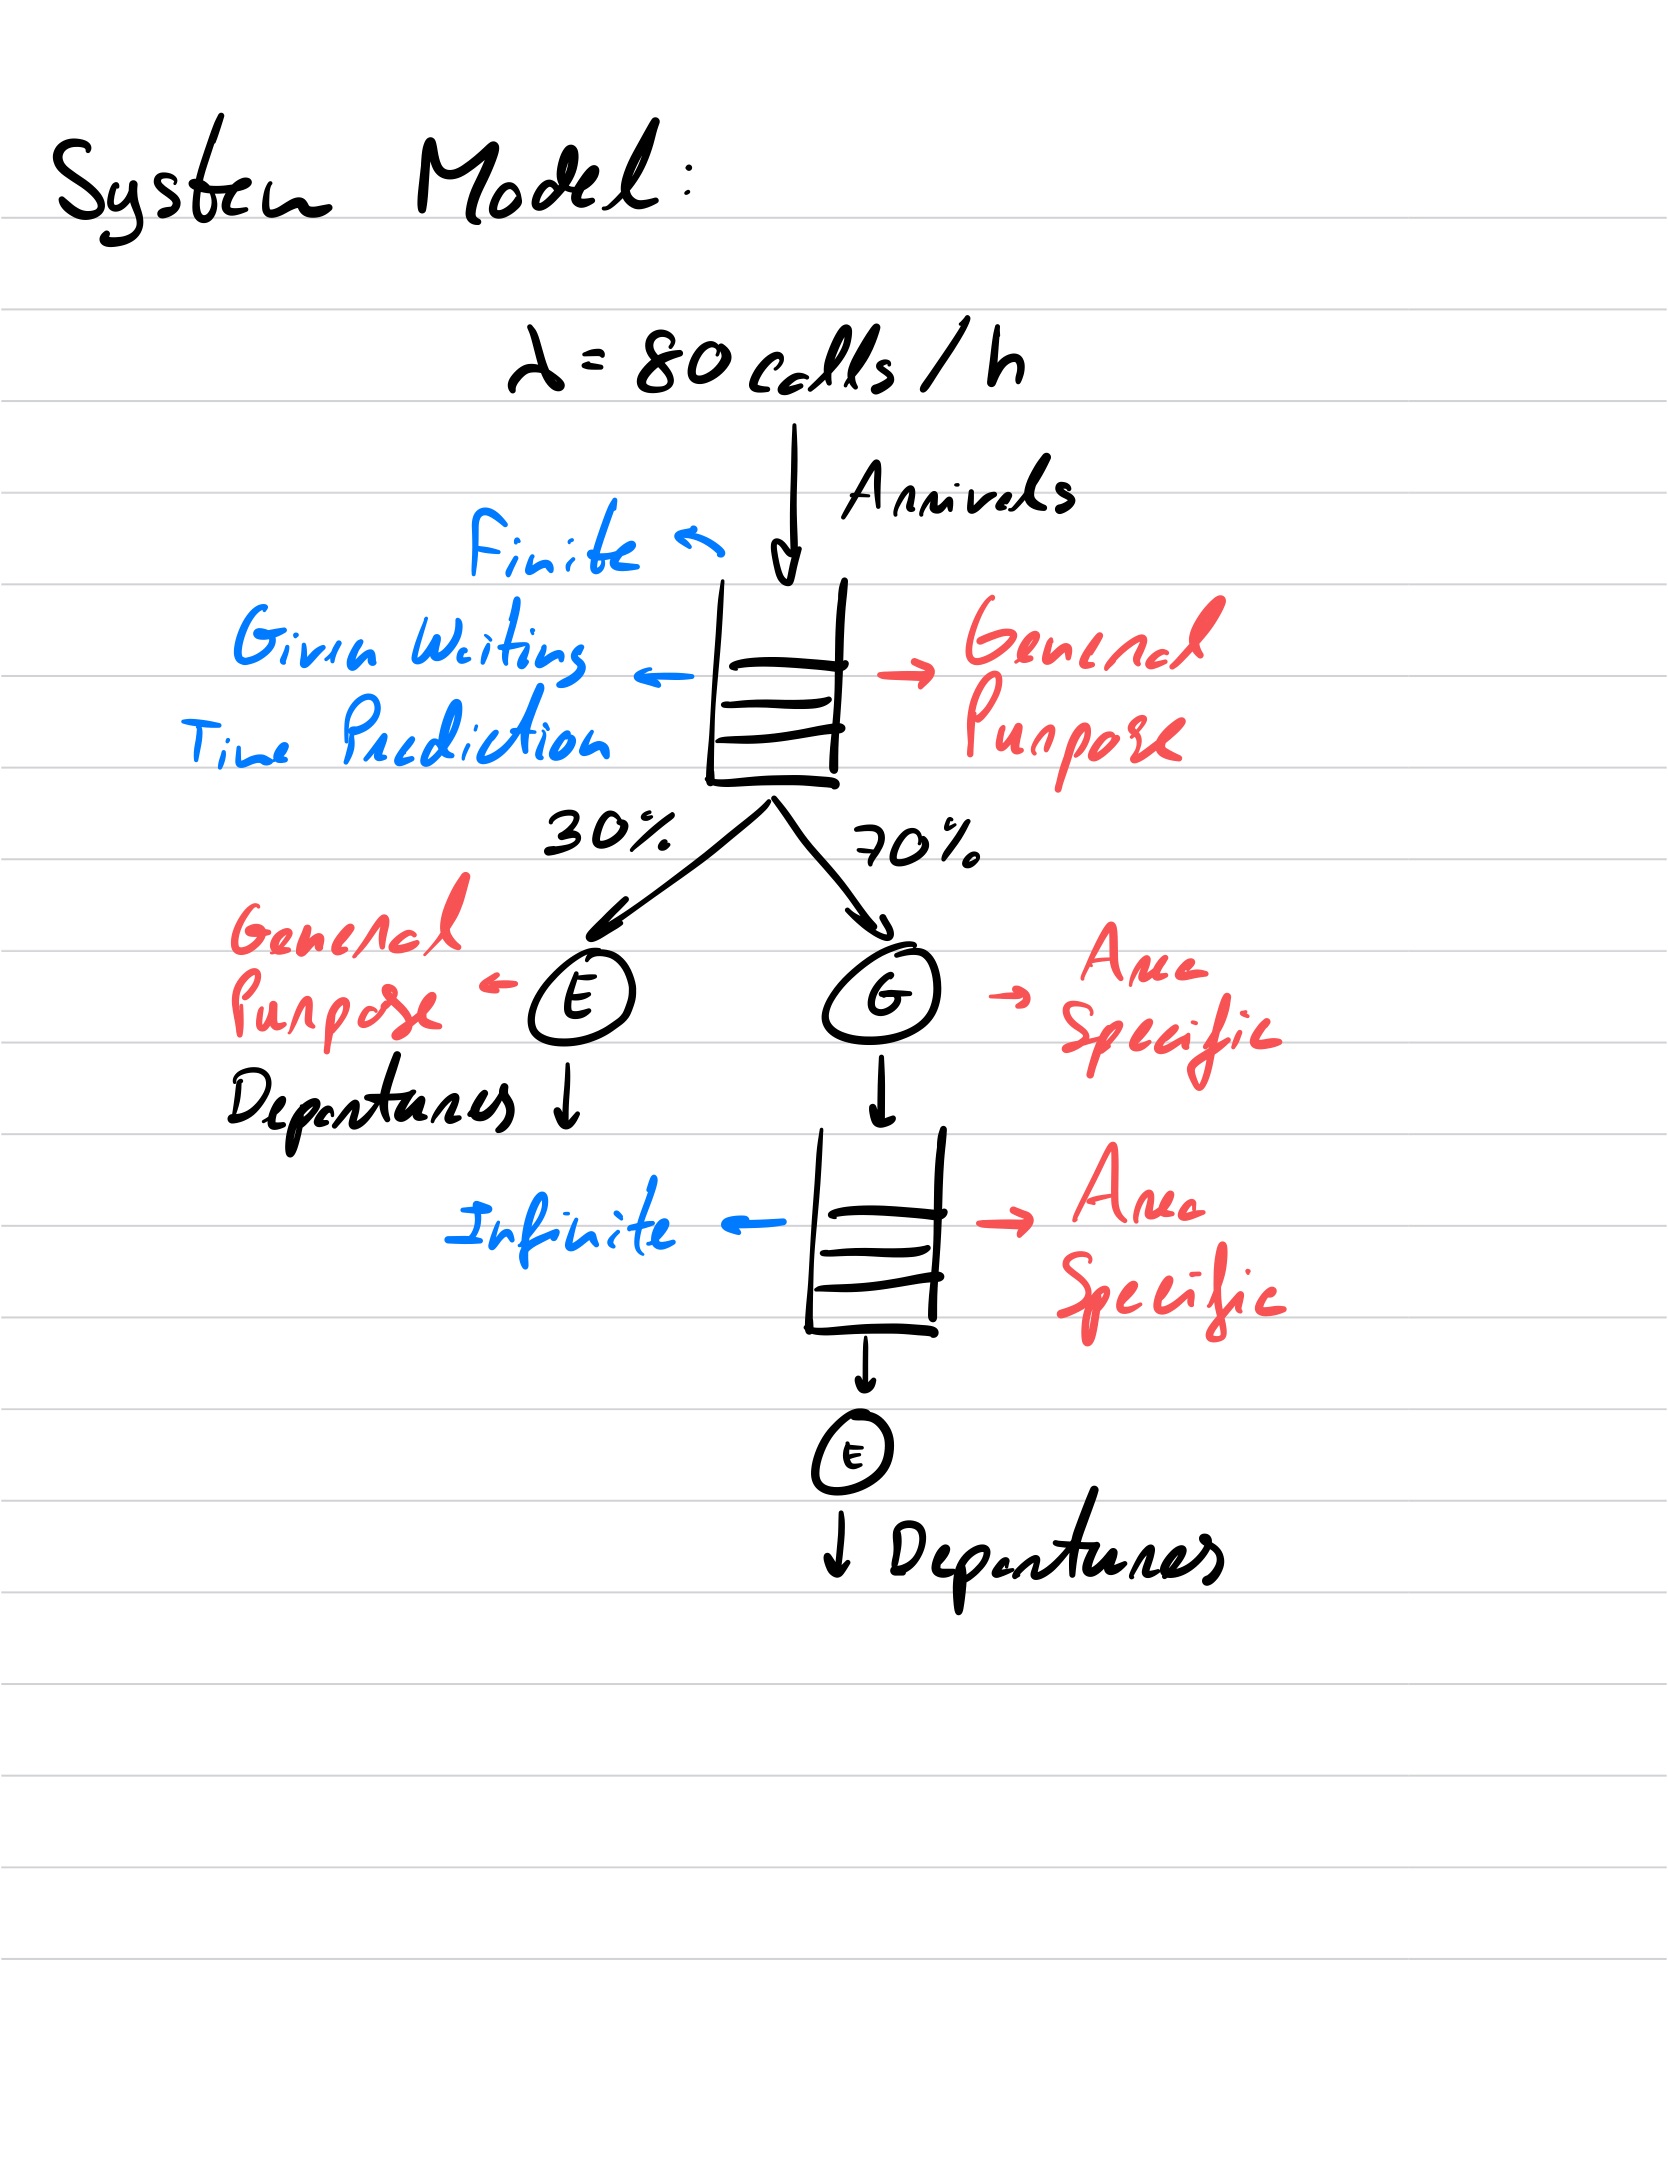 System Model:
λ = 80 calls / h
Arrivals
Finite
Given Waiting
Time Prediction
General
Purpose
30%
70%
General
Purpose
E
G
Area
Specific
Departures
Infinite
Area
Specific
E
Departures